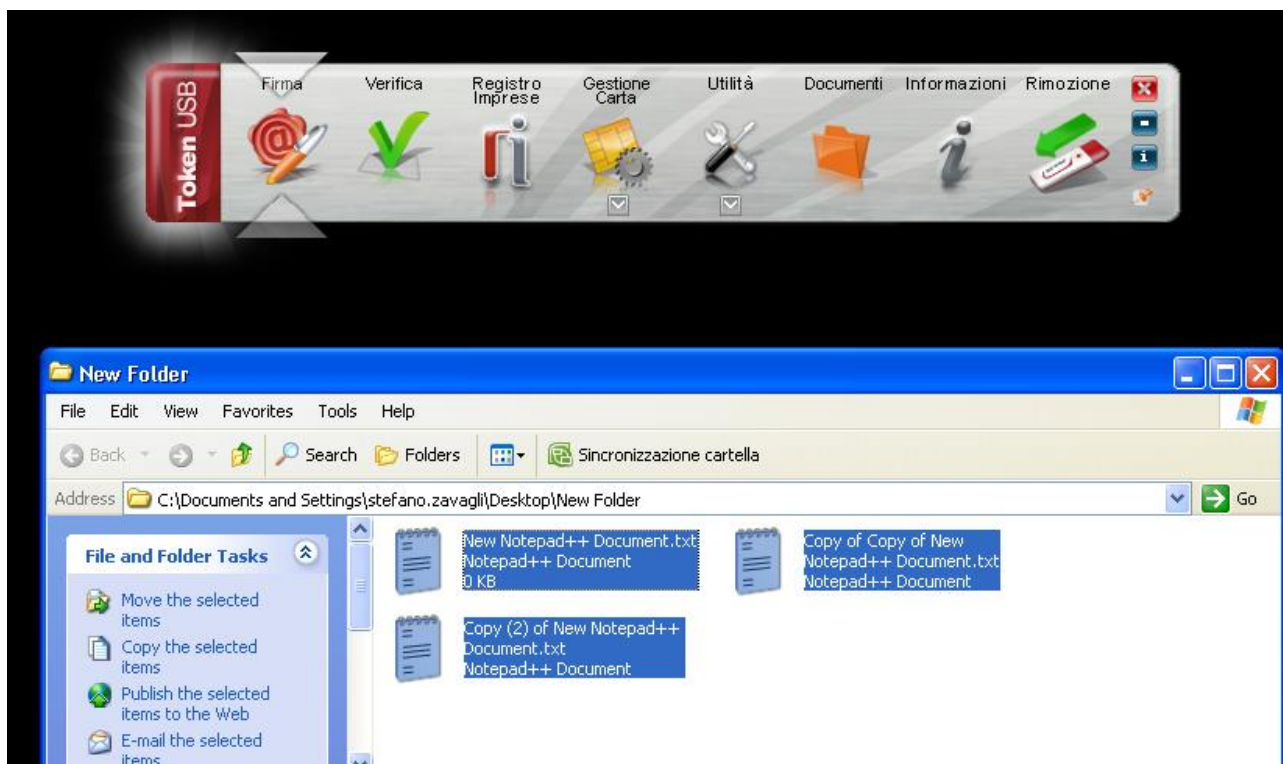 Token USB
Firma
Verifica
Registro
Imprese
Gestione
Carta
Utilità
Documenti
Informazioni
Rimozione
New Folder
File Edit View Favorites Tools Help
Back Search Folders Sincronizzazione cartella
Address C:\Documents and Settings\stefano.zavagli\Desktop\New Folder Go
File and Folder Tasks
Move the selected
items
Copy the selected
items
Publish the selected
items to the Web
E-mail the selected
items
New Notepad++ Document.txt
Notepad++ Document
0 KB
Copy of Copy of New
Notepad++ Document.txt
Notepad++ Document
Copy (2) of New Notepad++
Document.txt
Notepad++ Document